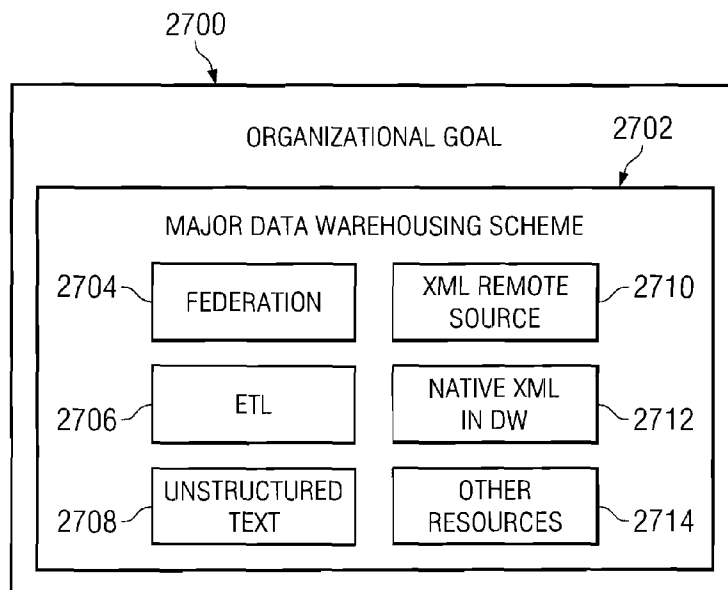 2700
ORGANIZATIONAL GOAL
2702
MAJOR DATA WAREHOUSING SCHEME
2704
FEDERATION
XML REMOTE
SOURCE
2710
2706
ETL
NATIVE XML
IN DW
2712
2708
UNSTRUCTURED
TEXT
OTHER
RESOURCES
2714